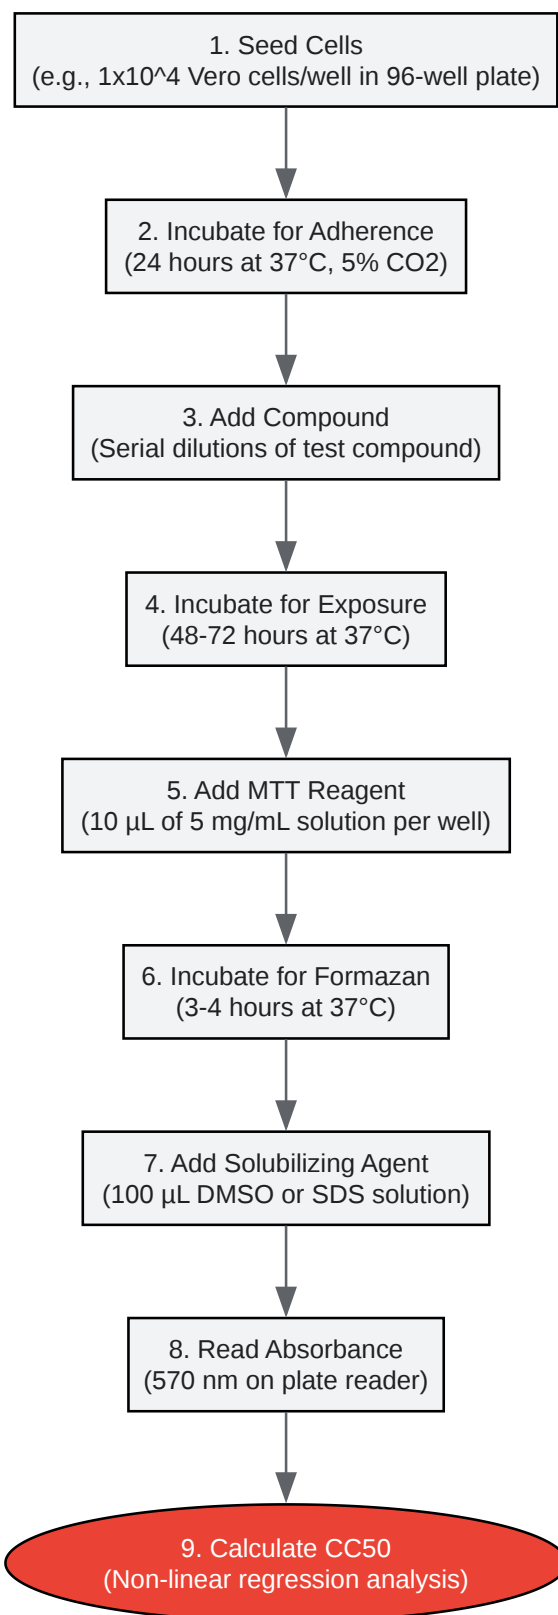 1. Seed Cells
(e.g., 1x10^4 Vero cells/well in 96-well plate)
2. Incubate for Adherence
(24 hours at 37°C, 5% CO2)
3. Add Compound
(Serial dilutions of test compound)
4. Incubate for Exposure
(48-72 hours at 37°C)
5. Add MTT Reagent
(10 µL of 5 mg/mL solution per well)
6. Incubate for Formazan
(3-4 hours at 37°C)
7. Add Solubilizing Agent
(100 µL DMSO or SDS solution)
8. Read Absorbance
(570 nm on plate reader)
9. Calculate CC50
(Non-linear regression analysis)